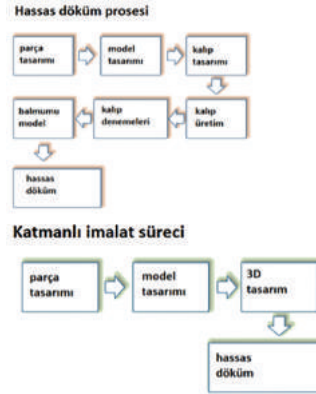 Hassas döküm prosesi
parça
tasarımı
model
tasarımı
kalıp
tasarımı
balmumu
model
kalıp
denemeleri
kalıp
üretim
hassas
döküm
Katmanlı imalat süreci
parça
tasarımı
model
tasarımı
3D
tasarım
hassas
döküm